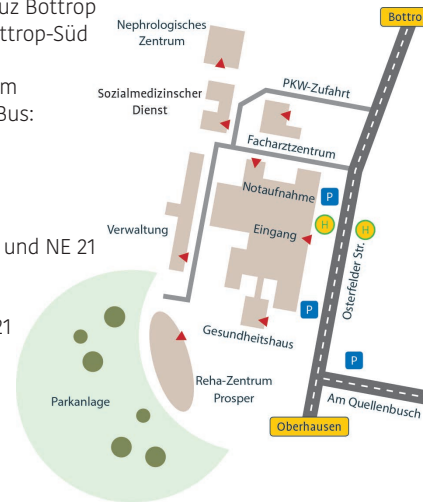 uz Bottrop
ttrop-Süd
m
Bus:
und NE 21
21
Nephrologisches
Zentrum
Bottro
PKW-Zufahrt
Sozialmedizinscher
Dienst
Facharztzentrum
Notaufnahme
P
H
H
Verwaltung
Eingang
Osterfelder Str.
P
Gesundheitshaus
P
Reha-Zentrum
Prosper
Parkanlage
Am Quellenbusch
Oberhausen